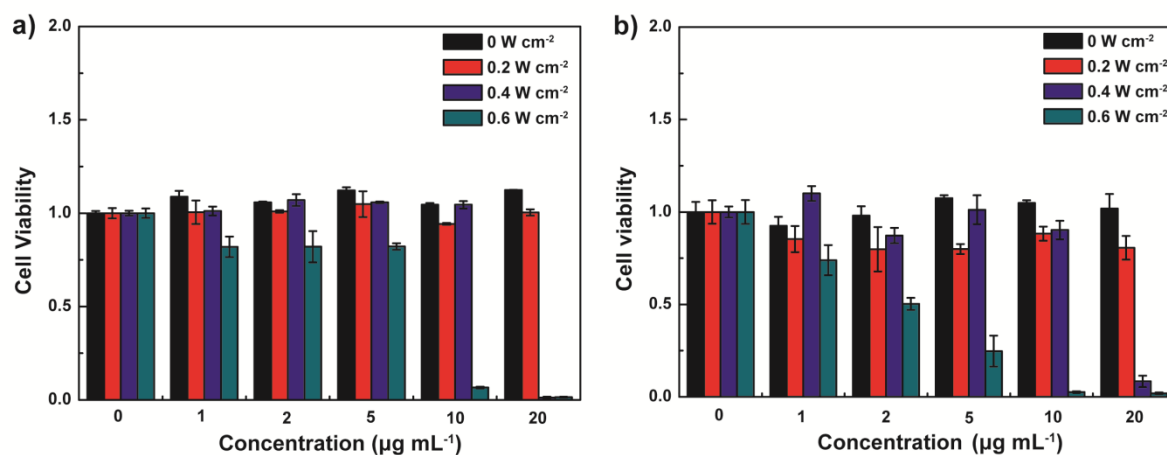 a)
2.0
1.5
1.0
0.5
0.0
Cell Viability
0 W cm⁻²
0.2 W cm⁻²
0.4 W cm⁻²
0.6 W cm⁻²
0 1 2 5 10 20
Concentration (µg mL⁻¹)
b)
2.0
1.5
1.0
0.5
0.0
Cell viability
0 W cm⁻²
0.2 W cm⁻²
0.4 W cm⁻²
0.6 W cm⁻²
0 1 2 5 10 20
Concentration (µg mL⁻¹)